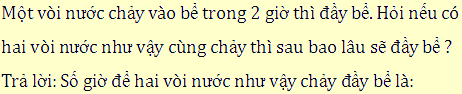 Một vòi nước chảy vào bể trong 2 giờ thì đầy bể. Hỏi nếu có
hai vòi nước như vậy cùng chảy thì sau bao lâu sẽ đầy bể ?
Trả lời: Số giờ để hai vòi nước như vậy chảy đầy bể là: